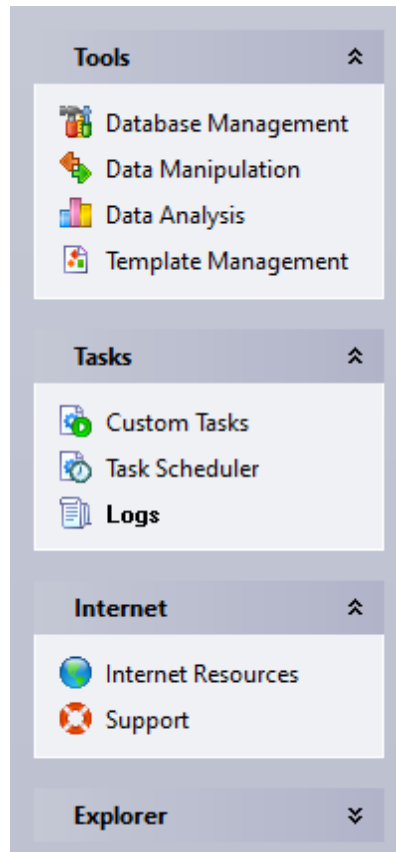 Tools
Database Management
Data Manipulation
Data Analysis
Template Management
Tasks
Custom Tasks
Task Scheduler
Logs
Internet
Internet Resources
Support
Explorer